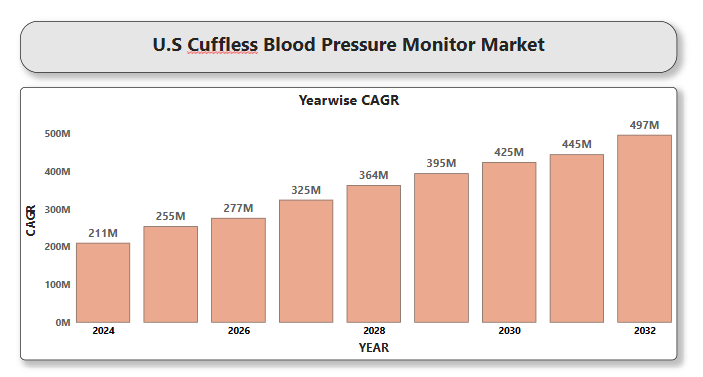 U.S Cuffless Blood Pressure Monitor Market
Yearwise CAGR
497M
500M
445M
425M
395M
400M
364M
325M
300M
277M
255M
211M
CAGR
200M
100M
0M
2024
2026
2028
2030
2032
YEAR